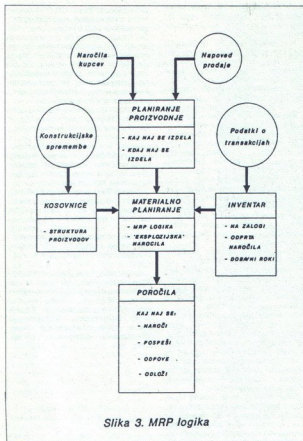 Naročila
kupcev
Napoved
prodaje
PLANIRANJE
PROIZVODNJE
- KAJ NAJ SE IZDELA
- KDAJ NAJ SE
IZDELA
Konstrukcijske
spremembe
Podatki o
transakcijah
KOSOVNICE
- STRUKTURA
PROIZVODOV
MATERIALNO
PLANIRANJE
- MRP LOGIKA
- 'EKSPLOZIJSKA'
NAROČILA
INVENTAR
- NA ZALOGI
- ODPRTA
NAROČILA
- DOBAVNI ROKI
POROČILA
KAJ NAJ SE:
- NAROČI
- POSPEŠI
- ODPOVE
- ODLOŽI
Slika 3. MRP logika